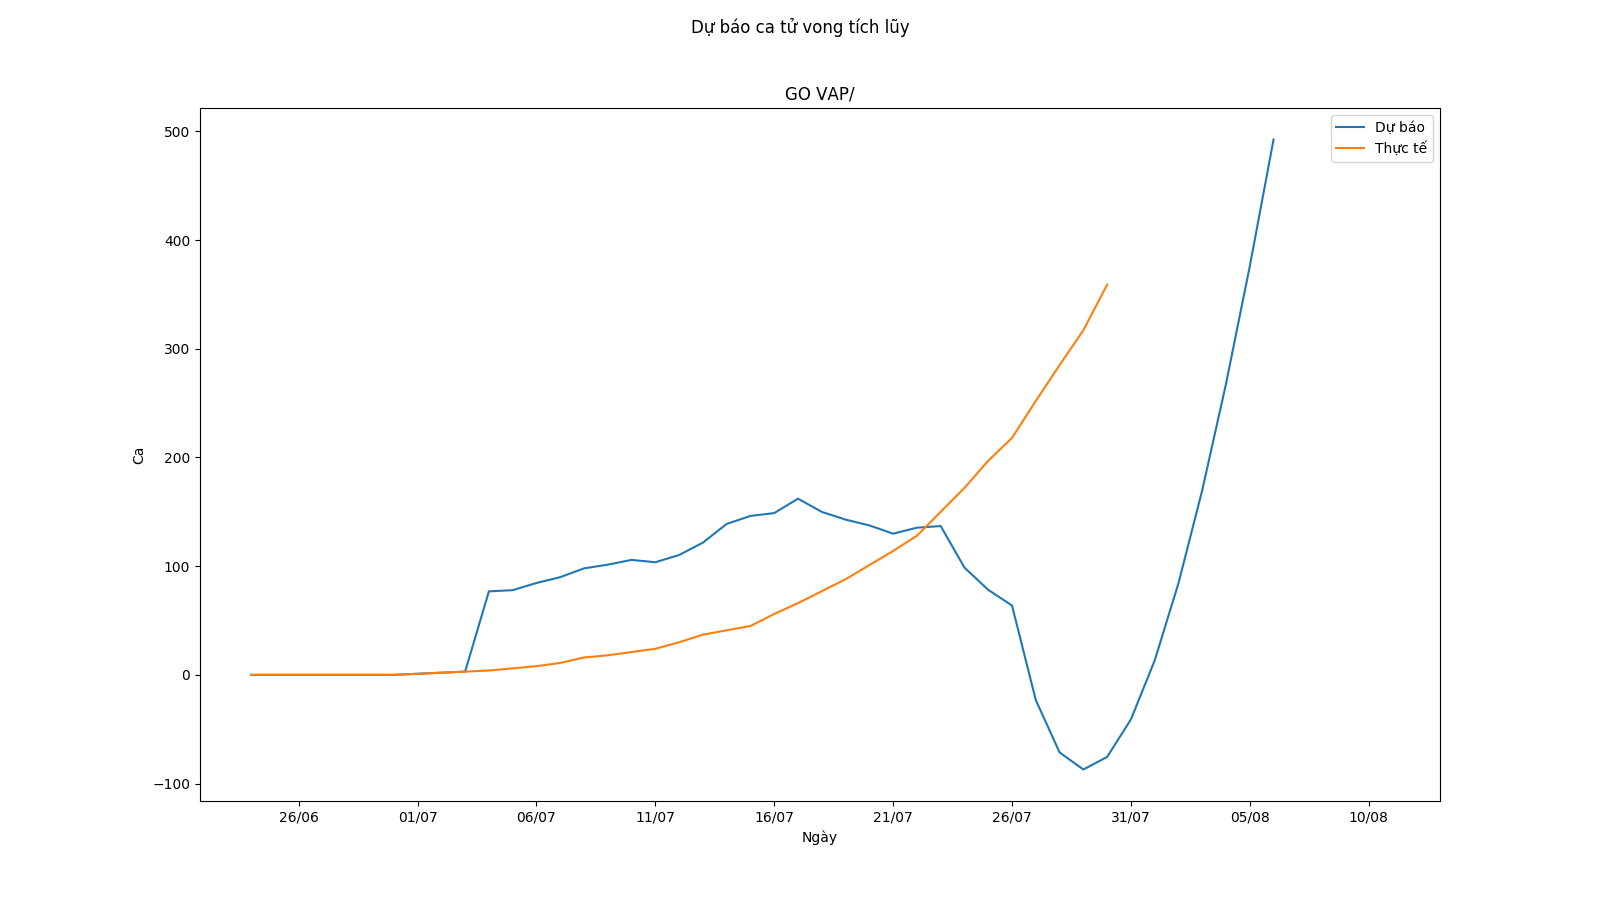 Dự báo ca tử vong tích lũy
GO VAP/
Dự báo
Thực tế
500
400
300
200
100
0
−100
Ca
26/06
01/07
06/07
11/07
16/07
21/07
26/07
31/07
05/08
10/08
Ngày